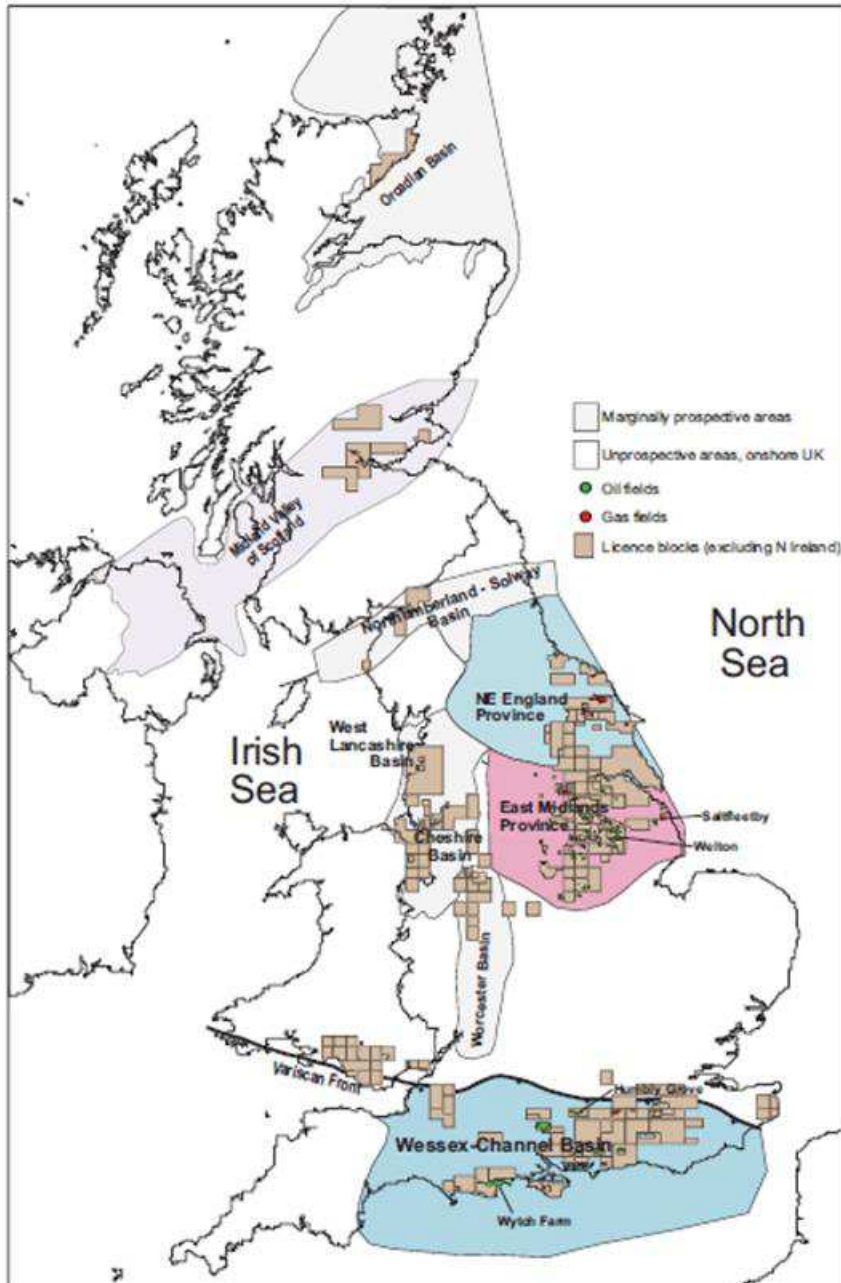 Orcadian Basin
Marginally prospective areas
Unprospective areas, onshore UK
Oil fields
Gas fields
Licence blocks (excluding N Ireland)
Midland Valley
of Scotland
Northumberland - Solway
Basin
North
Sea
NE England
Province
West
Lancashire
Basin
Irish
Sea
East Midlands
Province
Saltfleetby
Welton
Cheshire
Basin
Worcester Basin
Variscan Front
Humbly Grove
Wessex-Channel Basin
Wytch Farm